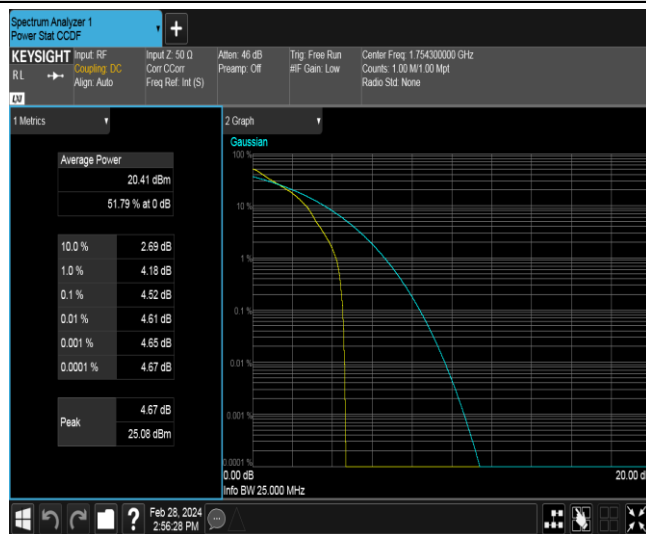 Spectrum Analyzer 1
Power Stat CCDF
+
KEYSIGHT
RL
Input: RF
Coupling: DC
Align: Auto
Input Z: 50 Ω
Corr CCorr
Freq Ref: Int (S)
Atten: 46 dB
Preamp: Off
Trig: Free Run
#IF Gain: Low
Center Freq: 1.754300000 GHz
Counts: 1.00 M/1.00 Mpt
Radio Std: None
LXI
1 Metrics
Average Power
20.41 dBm
51.79 % at 0 dB
10.0 % 2.69 dB
1.0 % 4.18 dB
0.1 % 4.52 dB
0.01 % 4.61 dB
0.001 % 4.65 dB
0.0001 % 4.67 dB
Peak
4.67 dB
25.08 dBm
2 Graph
Gaussian
100 %
10 %
1 %
0.1 %
0.01 %
0.001 %
0.0001 %
0.00 dB
20.00 d
Info BW 25.000 MHz
?
Feb 28, 2024
2:56:28 PM